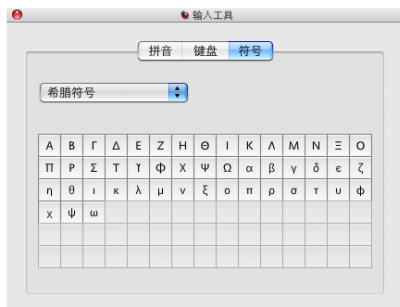 输入工具
拼音 键盘 符号
希腊符号
Α Β Γ Δ Ε Ζ Η Θ Ι Κ Λ Μ Ν Ξ Ο
Π Ρ Σ Τ Υ Φ Χ Ψ Ω α β γ δ ε ζ
η θ ι κ λ μ ν ξ ο π ρ σ τ υ φ
χ ψ ω